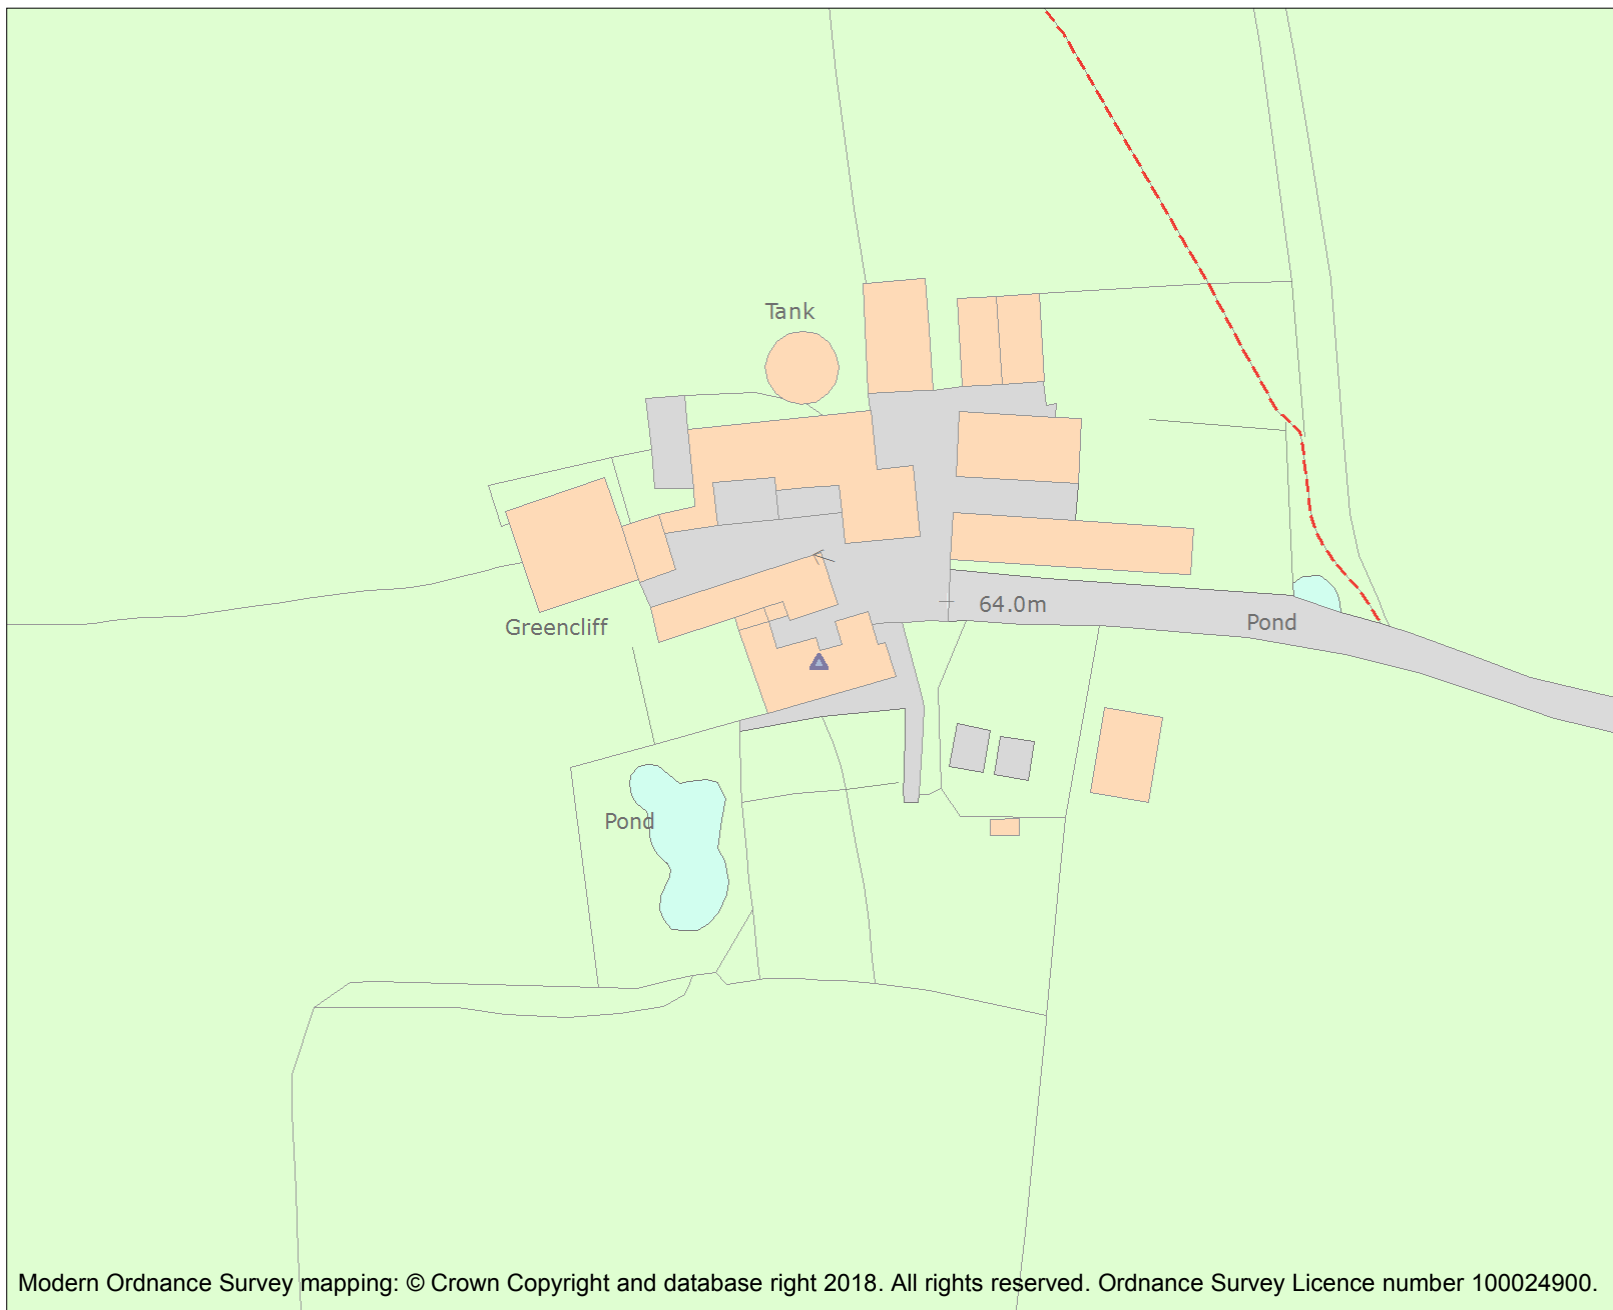 Tank
64.0m
Pond
Greencliff
Pond
Modern Ordnance Survey mapping: © Crown Copyright and database right 2018. All rights reserved. Ordnance Survey Licence number 100024900.